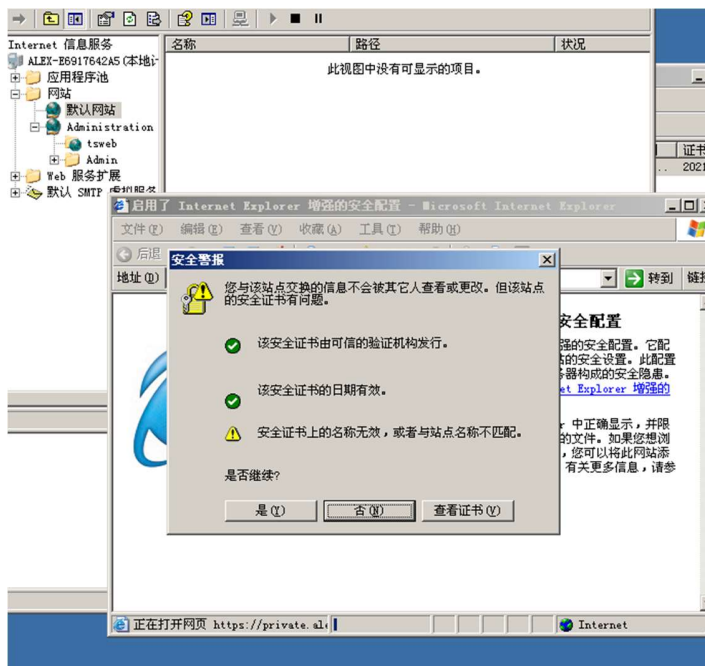 Internet 信息服务
ALEX-E6917642A5 (本地计
应用程序池
网站
默认网站
Administration
tsweb
Admin
Web 服务扩展
默认 SMTP 虚拟服务
名称 路径 状况
此视图中没有可显示的项目。
证书
.. 2021
启用了 Internet Explorer 增强的安全配置 - Microsoft Internet Explorer
文件(F) 编辑(E) 查看(V) 收藏(A) 工具(T) 帮助(H)
后退
地址(D)
转到 链接
安全警报
您与该站点交换的信息不会被其它人查看或更改。但该站点
的安全证书有问题。
该安全证书由可信的验证机构发行。
该安全证书的日期有效。
安全证书上的名称无效，或者与站点名称不匹配。
是否继续?
是(Y) 否(N) 查看证书(V)
安全配置
强的安全配置。它配
的安全设置。此配置
务器构成的安全隐患。
et Explorer 增强的
中正确显示，并限
的文件。如果您想浏
，您可以将此网站添
有关更多信息，请参
正在打开网页 https://private.al
Internet